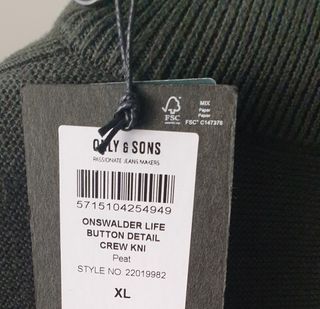 FSC
MIX
Paper
Paper
FSC® C147376
ONLY & SONS
PASSIONATE JEANS MAKERS
5715104254949
ONSWALDER LIFE
BUTTON DETAIL
CREW KNI
Peat
STYLE NO. 22019982
XL